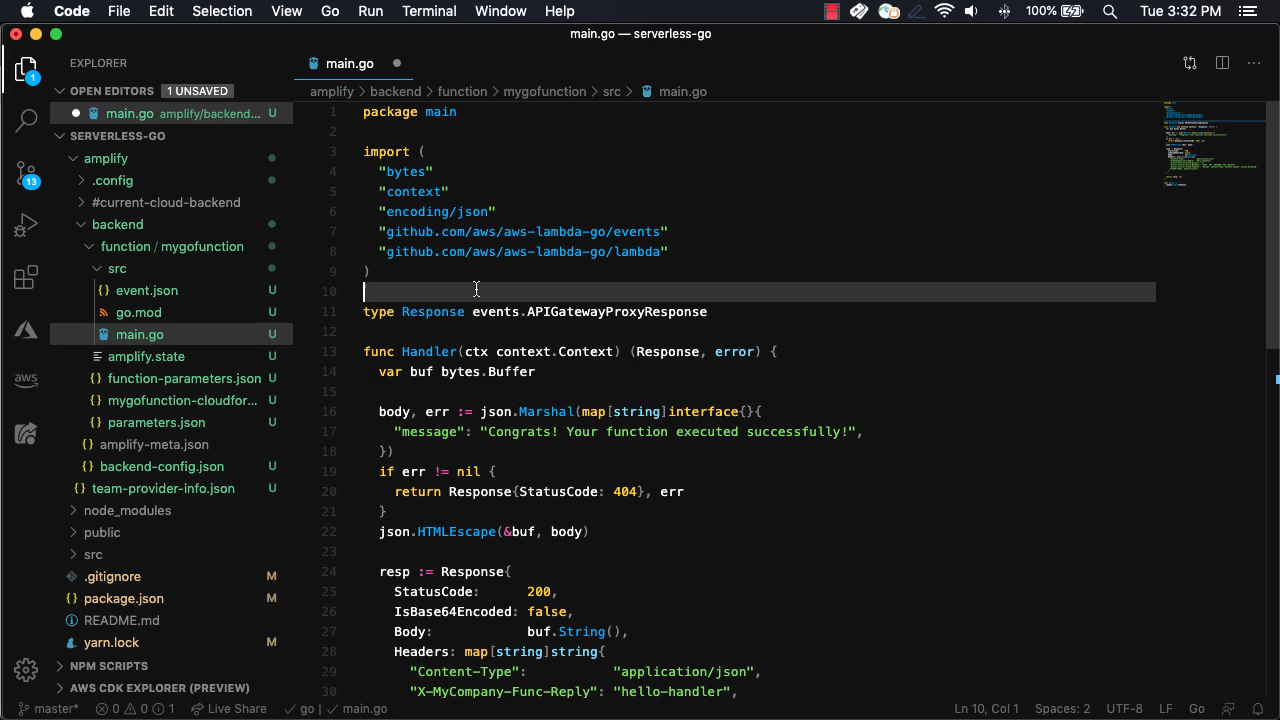 Code File Edit Selection View Go Run Terminal Window Help 100% Tue 3:32 PM
main.go — serverless-go
EXPLORER
main.go
1
OPEN EDITORS 1 UNSAVED
main.go amplify/backend... U
amplify > backend > function > mygofunction > src > main.go
SERVERLESS-GO
amplify
.config
13
#current-cloud-backend
backend
function / mygofunction
src
event.json U
go.mod U
main.go U
amplify.state U
function-parameters.json U
mygofunction-cloudfor... U
aws
parameters.json U
amplify-meta.json
backend-config.json U
team-provider-info.json U
node_modules
public
src
.gitignore M
package.json M
README.md
yarn.lock M
NPM SCRIPTS
AWS CDK EXPLORER (PREVIEW)
1 package main
2
3 import (
4 "bytes"
5 "context"
6 "encoding/json"
7 "github.com/aws/aws-lambda-go/events"
8 "github.com/aws/aws-lambda-go/lambda"
9 )
10
11 type Response events.APIGatewayProxyResponse
12
13 func Handler(ctx context.Context) (Response, error) {
14 var buf bytes.Buffer
15
16 body, err := json.Marshal(map[string]interface{}{
17 "message": "Congrats! Your function executed successfully!",
18 })
19 if err != nil {
20 return Response{StatusCode: 404}, err
21 }
22 json.HTMLEscape(&buf, body)
23
24 resp := Response{
25 StatusCode: 200,
26 IsBase64Encoded: false,
27 Body: buf.String(),
28 Headers: map[string]string{
29 "Content-Type": "application/json",
30 "X-MyCompany-Func-Reply": "hello-handler",
master* 0 0 1 Live Share go main.go Ln 10, Col 1 Spaces: 2 UTF-8 LF Go